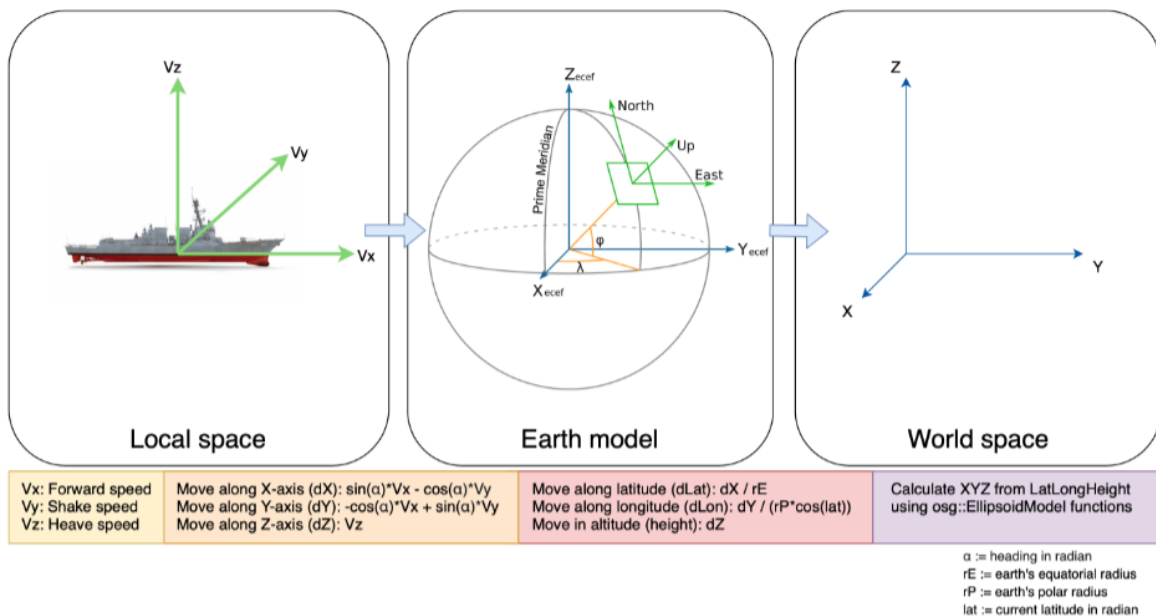 Vz
Vy
Vx
Local space
Zecef
North
Up
East
Prime Meridian
φ
λ
Yecef
Xecef
Earth model
Z
Y
X
World space
Vx: Forward speed
Vy: Shake speed
Vz: Heave speed
Move along X-axis (dX): sin(α)*Vx - cos(α)*Vy
Move along Y-axis (dY): -cos(α)*Vx + sin(α)*Vy
Move along Z-axis (dZ): Vz
Move along latitude (dLat): dX / rE
Move along longitude (dLon): dY / (rP*cos(lat))
Move in altitude (height): dZ
Calculate XYZ from LatLongHeight
using osg::EllipsoidModel functions
α := heading in radian
rE := earth's equatorial radius
rP := earth's polar radius
lat := current latitude in radian